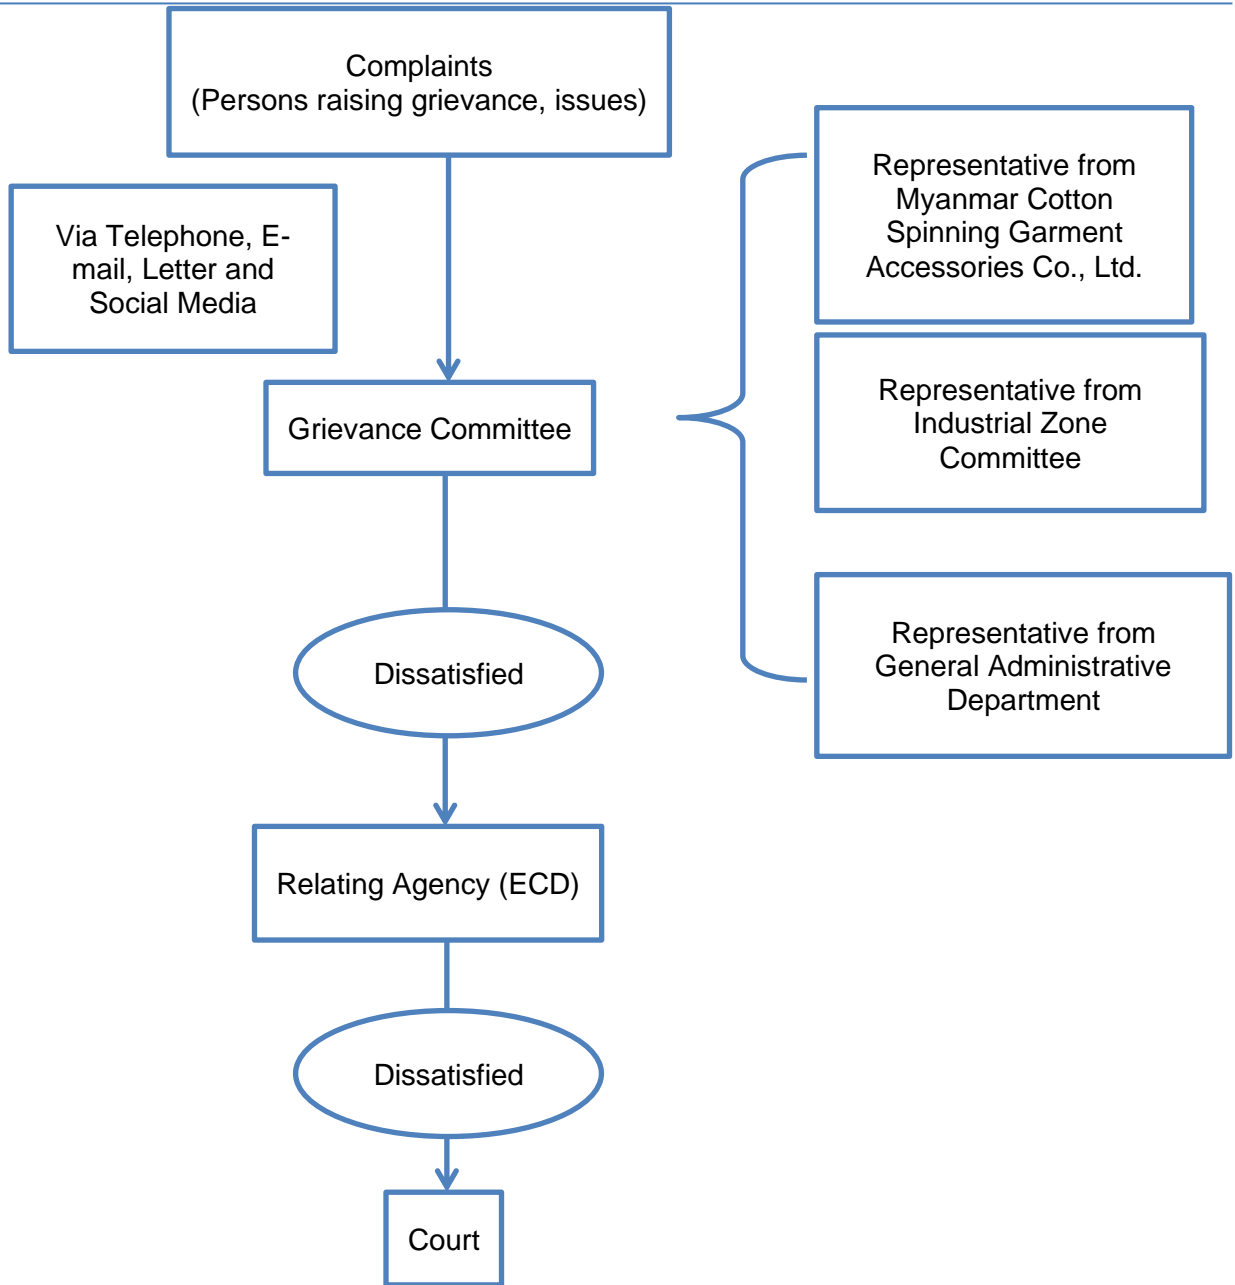 Complaints
(Persons raising grievance, issues)
Via Telephone, E-
mail, Letter and
Social Media
Grievance Committee
Representative from
Myanmar Cotton
Spinning Garment
Accessories Co., Ltd.
Representative from
Industrial Zone
Committee
Representative from
General Administrative
Department
Dissatisfied
Relating Agency (ECD)
Dissatisfied
Court